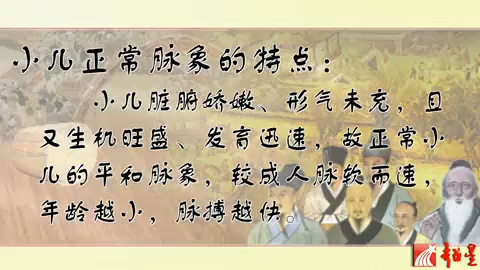 小儿正常脉象的特点：
小儿脏腑娇嫩、形气未充，且
又生机旺盛、发育迅速，故正常小
儿的平和脉象，较成人脉软而速，
年龄越小，脉搏越快。
超星